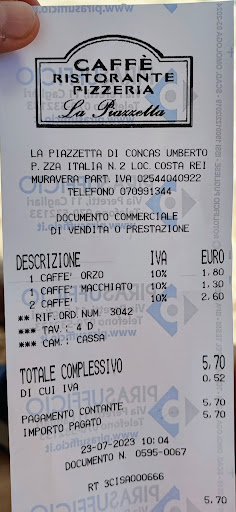 CAFFÈ
RISTORANTE
PIZZERIA
La Piazzetta
LA PIAZZETTA DI CONCAS UMBERTO
P.ZZA ITALIA N.2 LOC.COSTA REI
MURAVERA PART.IVA 02544040922
TELEFONO 070991344
DOCUMENTO COMMERCIALE
DI VENDITA O PRESTAZIONE
DESCRIZIONE IVA EURO
1 CAFFE' ORZO 10% 1.80
1 CAFFE' MACCHIATO 10% 1.30
2 CAFFE' 10% 2.60
** RIF.ORD.NUM. 3042
*** TAV.: 4 D
*** CAM.: CASSA
TOTALE COMPLESSIVO 5,70
DI CUI IVA 0.52
PAGAMENTO CONTANTE 5.70
IMPORTO PAGATO 5.70
23-07-2023 10:04
DOCUMENTO N. 0595-0067
RT 3CISA000666
5.70